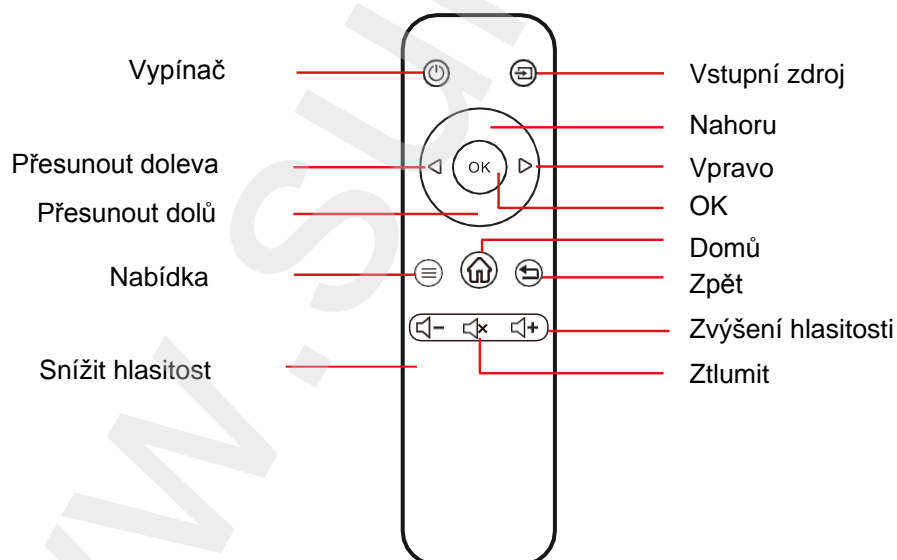 Vypínač
Přesunout doleva
Přesunout dolů
Nabídka
Snížit hlasitost
OK
Vstupní zdroj
Nahoru
Vpravo
OK
Domů
Zpět
Zvýšení hlasitosti
Ztlumit